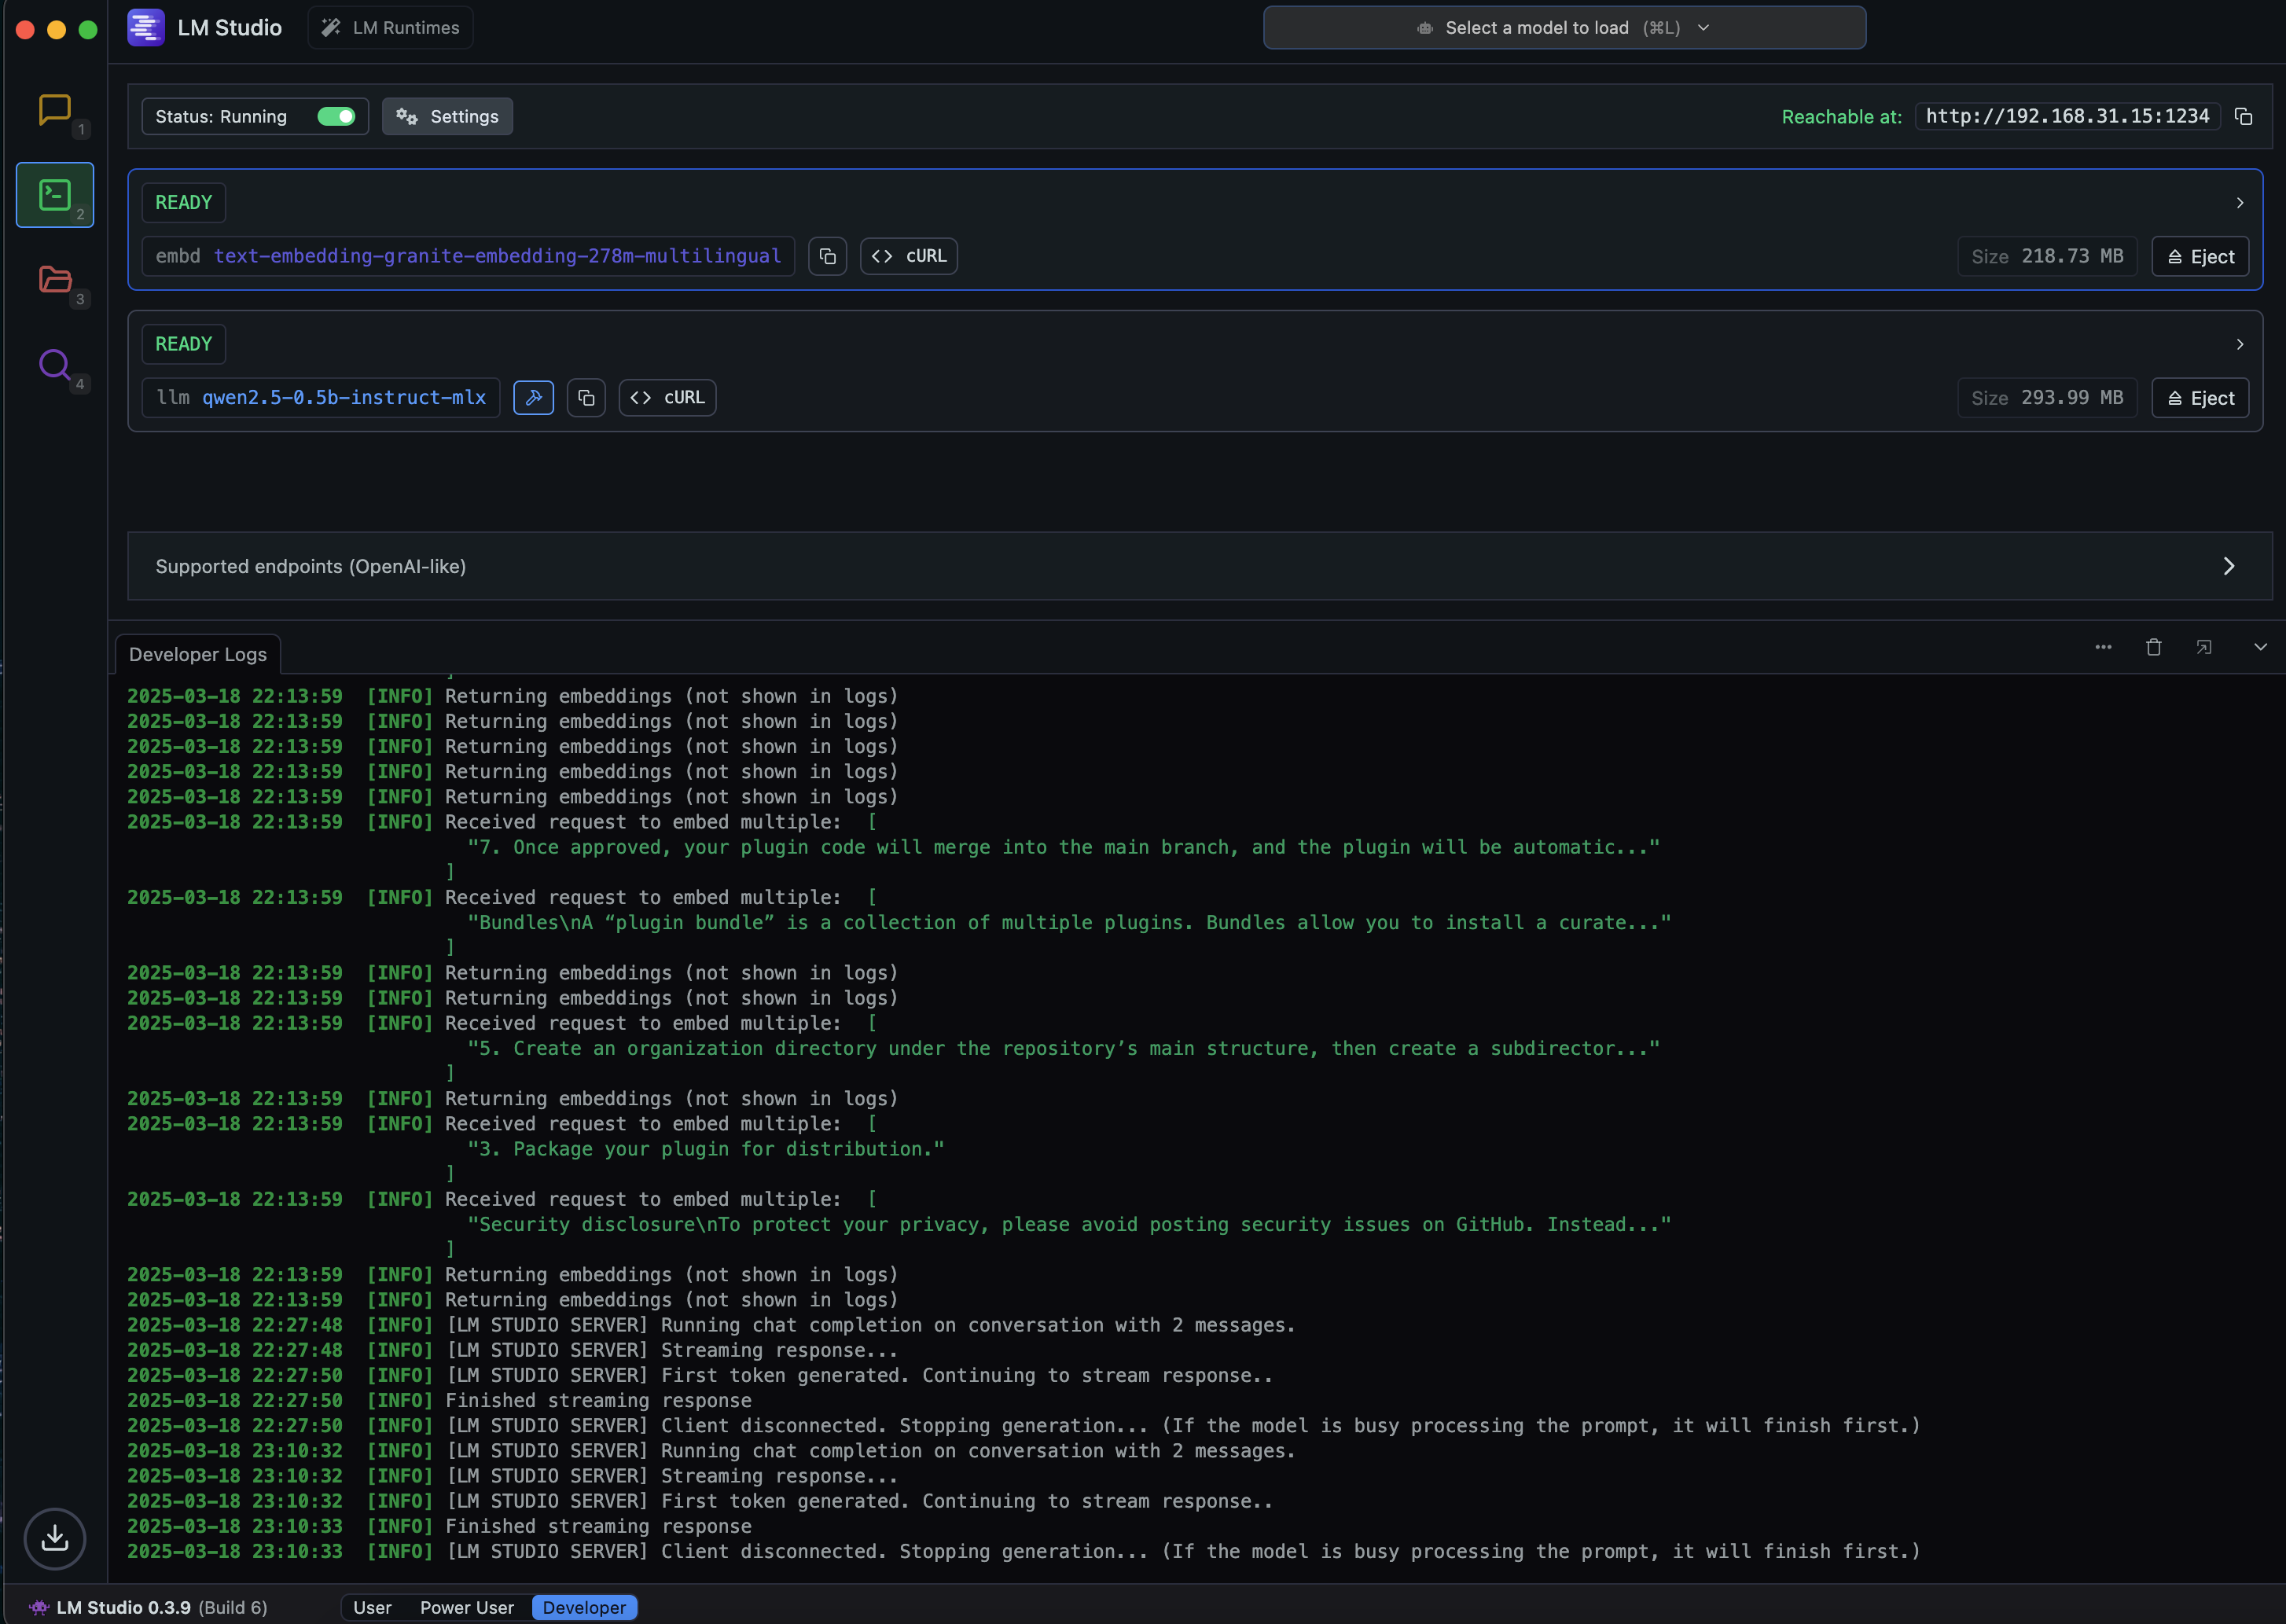 LM Studio
LM Runtimes
Select a model to load (⌘L)
1
2
3
4
Status: Running
Settings
Reachable at: http://192.168.31.15:1234
READY
embd text-embedding-granite-embedding-278m-multilingual
cURL
Size 218.73 MB
Eject
READY
llm qwen2.5-0.5b-instruct-mlx
cURL
Size 293.99 MB
Eject
Supported endpoints (OpenAI-like)
Developer Logs
]
2025-03-18 22:13:59 [INFO] Returning embeddings (not shown in logs)
2025-03-18 22:13:59 [INFO] Returning embeddings (not shown in logs)
2025-03-18 22:13:59 [INFO] Returning embeddings (not shown in logs)
2025-03-18 22:13:59 [INFO] Returning embeddings (not shown in logs)
2025-03-18 22:13:59 [INFO] Returning embeddings (not shown in logs)
2025-03-18 22:13:59 [INFO] Received request to embed multiple: [
"7. Once approved, your plugin code will merge into the main branch, and the plugin will be automatic..."
]
2025-03-18 22:13:59 [INFO] Received request to embed multiple: [
"Bundles\nA “plugin bundle” is a collection of multiple plugins. Bundles allow you to install a curate..."
]
2025-03-18 22:13:59 [INFO] Returning embeddings (not shown in logs)
2025-03-18 22:13:59 [INFO] Returning embeddings (not shown in logs)
2025-03-18 22:13:59 [INFO] Received request to embed multiple: [
"5. Create an organization directory under the repository’s main structure, then create a subdirector..."
]
2025-03-18 22:13:59 [INFO] Returning embeddings (not shown in logs)
2025-03-18 22:13:59 [INFO] Received request to embed multiple: [
"3. Package your plugin for distribution."
]
2025-03-18 22:13:59 [INFO] Received request to embed multiple: [
"Security disclosure\nTo protect your privacy, please avoid posting security issues on GitHub. Instead..."
]
2025-03-18 22:13:59 [INFO] Returning embeddings (not shown in logs)
2025-03-18 22:13:59 [INFO] Returning embeddings (not shown in logs)
2025-03-18 22:27:48 [INFO] [LM STUDIO SERVER] Running chat completion on conversation with 2 messages.
2025-03-18 22:27:48 [INFO] [LM STUDIO SERVER] Streaming response...
2025-03-18 22:27:50 [INFO] [LM STUDIO SERVER] First token generated. Continuing to stream response..
2025-03-18 22:27:50 [INFO] Finished streaming response
2025-03-18 22:27:50 [INFO] [LM STUDIO SERVER] Client disconnected. Stopping generation... (If the model is busy processing the prompt, it will finish first.)
2025-03-18 23:10:32 [INFO] [LM STUDIO SERVER] Running chat completion on conversation with 2 messages.
2025-03-18 23:10:32 [INFO] [LM STUDIO SERVER] Streaming response...
2025-03-18 23:10:32 [INFO] [LM STUDIO SERVER] First token generated. Continuing to stream response..
2025-03-18 23:10:33 [INFO] Finished streaming response
2025-03-18 23:10:33 [INFO] [LM STUDIO SERVER] Client disconnected. Stopping generation... (If the model is busy processing the prompt, it will finish first.)
LM Studio 0.3.9 (Build 6)
User
Power User
Developer